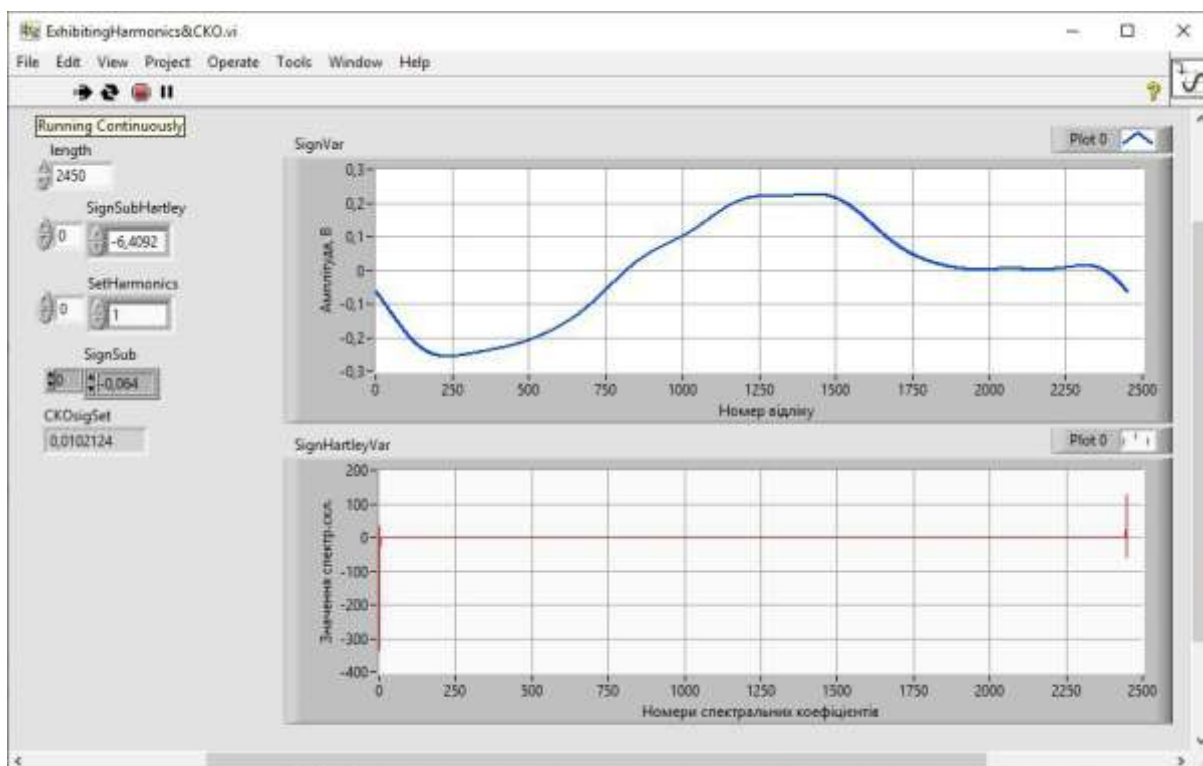 ExhibitingHarmonics&CKO.vi
File Edit View Project Operate Tools Window Help
Running Continuously
length
2450
SignSubHartley
0 -6,4092
SetHarmonics
0 1
SignSub
0 -0,064
CKOsigSet
0,0102124
SignVar
Plot 0
Амплітуда, В
0,3
0,2
0,1
0
-0,1
-0,2
-0,3
0 250 500 750 1000 1250 1500 1750 2000 2250 2500
Номер відліку
SignHartleyVar
Plot 0
Значення спектр.скл.
200
100
0
-100
-200
-300
-400
0 250 500 750 1000 1250 1500 1750 2000 2250 2500
Номери спектральних коефіцієнтів